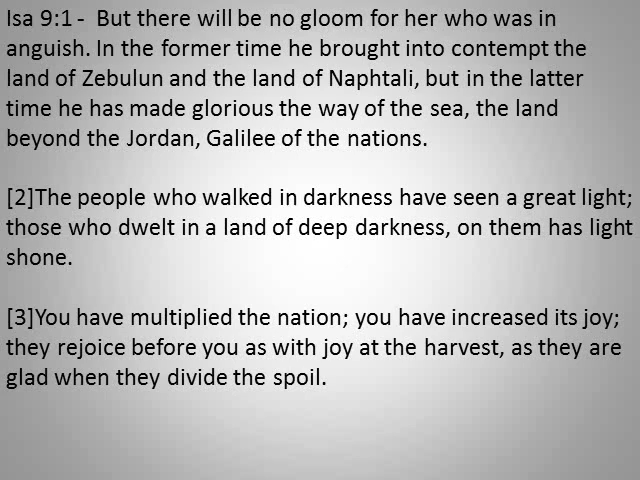 Isa 9:1 -  But there will be no gloom for her who was in
anguish. In the former time he brought into contempt the
land of Zebulun and the land of Naphtali, but in the latter
time he has made glorious the way of the sea, the land
beyond the Jordan, Galilee of the nations.
[2]The people who walked in darkness have seen a great light;
those who dwelt in a land of deep darkness, on them has light
shone.
[3]You have multiplied the nation; you have increased its joy;
they rejoice before you as with joy at the harvest, as they are
glad when they divide the spoil.